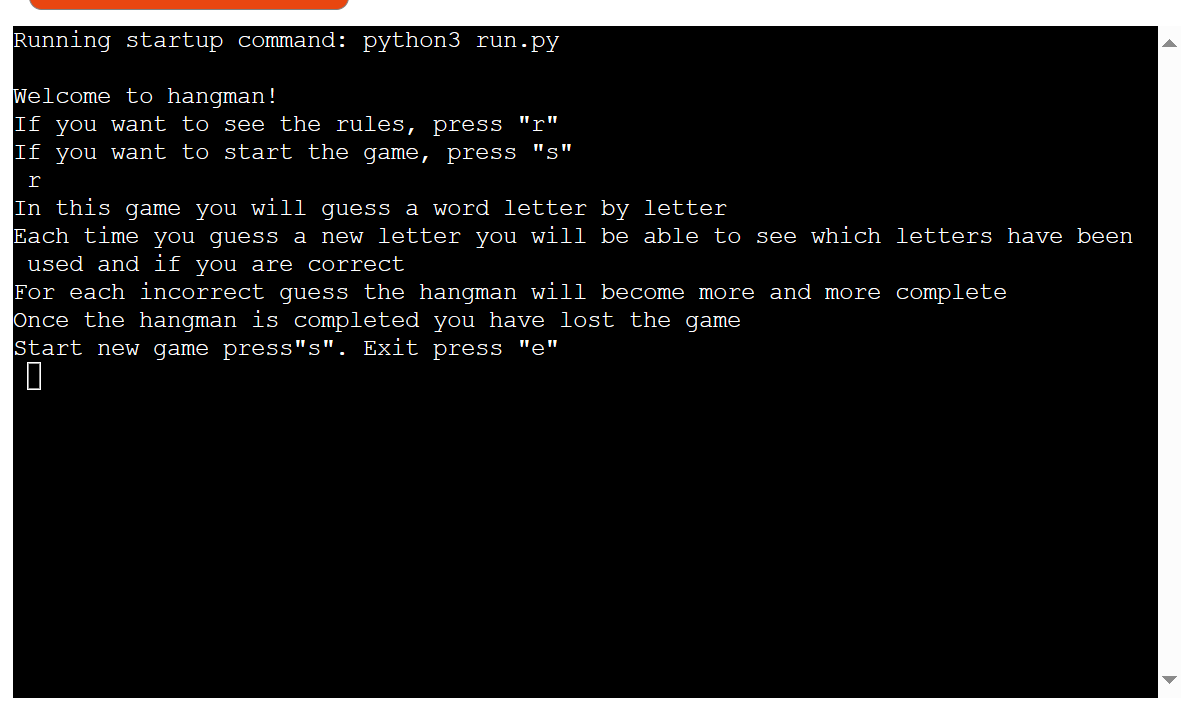 Running startup command: python3 run.py
Welcome to hangman!
If you want to see the rules, press "r"
If you want to start the game, press "s"
r
In this game you will guess a word letter by letter
Each time you guess a new letter you will be able to see which letters have been
used and if you are correct
For each incorrect guess the hangman will become more and more complete
Once the hangman is completed you have lost the game
Start new game press"s". Exit press "e"